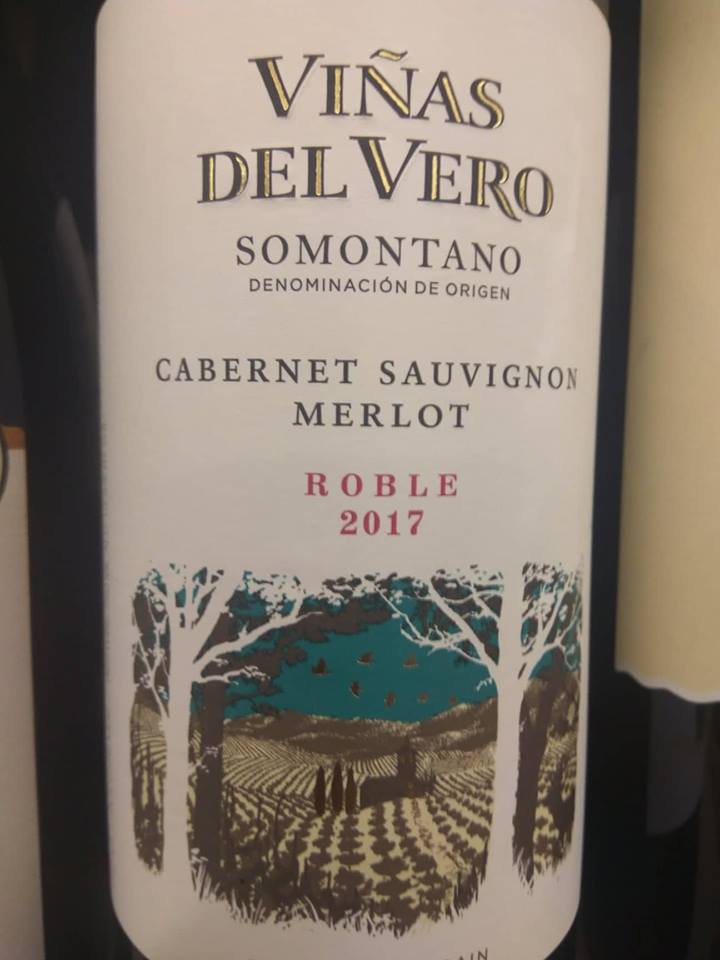 VIÑAS
DEL VERO
SOMONTANO
DENOMINACIÓN DE ORIGEN
CABERNET SAUVIGNON
MERLOT
ROBLE
2017